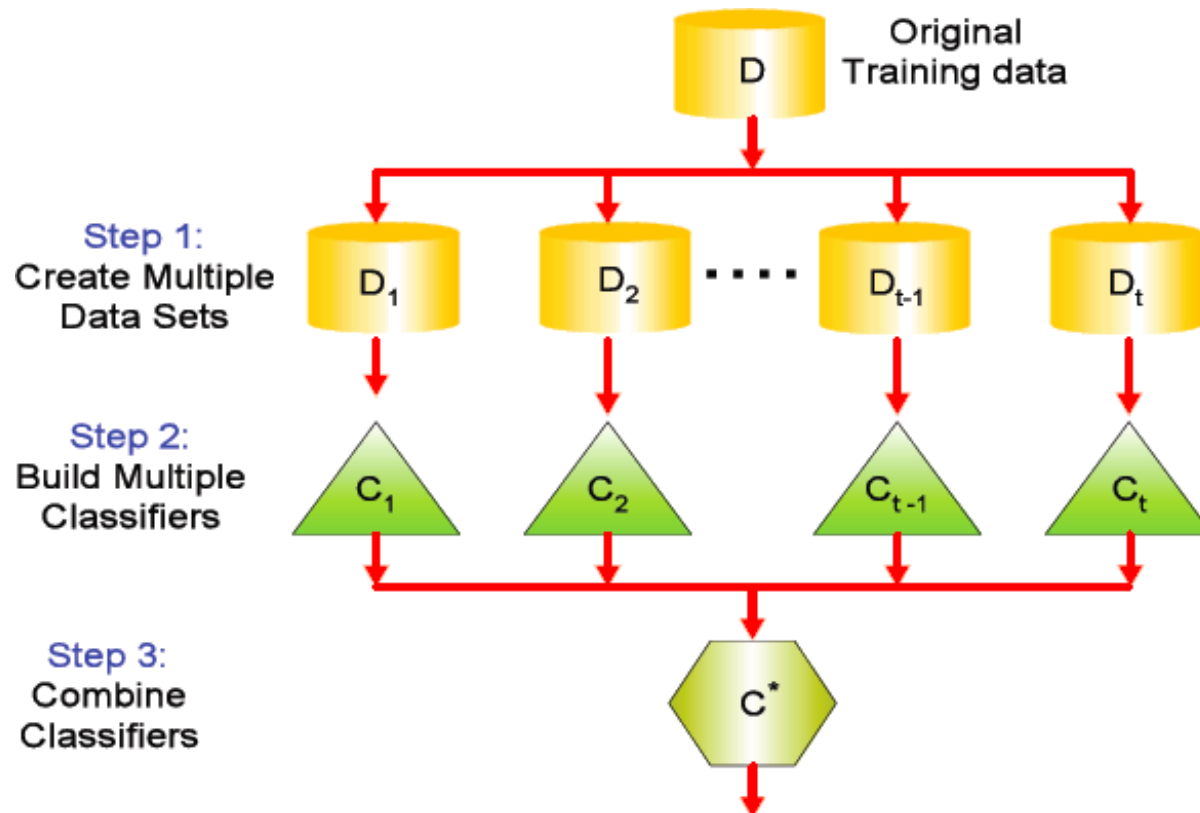 Original
Training data
D
Step 1:
Create Multiple
Data Sets
D₁
D₂
....
Dₜ₋₁
Dₜ
Step 2:
Build Multiple
Classifiers
C₁
C₂
Cₜ₋₁
Cₜ
Step 3:
Combine
Classifiers
C*